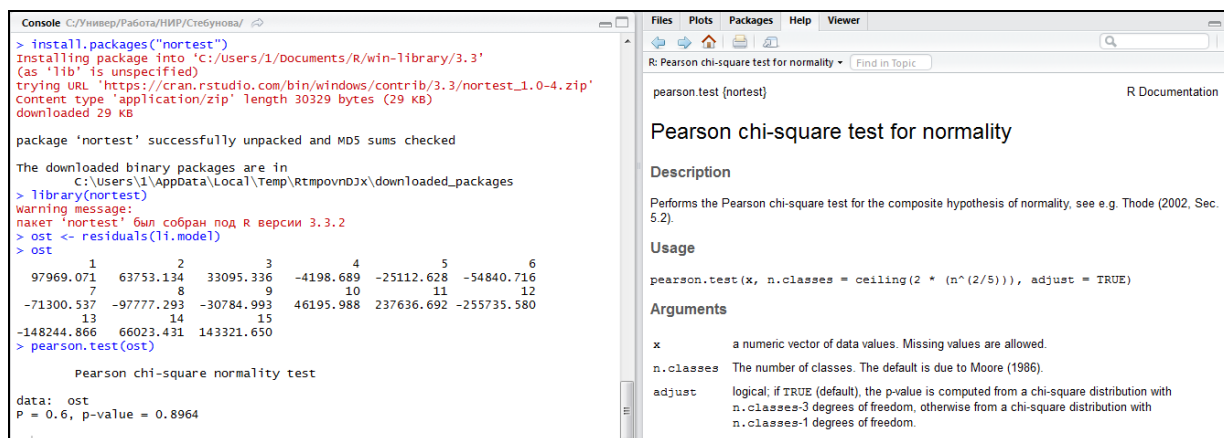 Console C:/Универ/Работа/НИР/Стебунова/
> install.packages("nortest")
Installing package into 'C:/Users/1/Documents/R/win-library/3.3'
(as 'lib' is unspecified)
trying URL 'https://cran.rstudio.com/bin/windows/contrib/3.3/nortest_1.0-4.zip'
Content type 'application/zip' length 30329 bytes (29 KB)
downloaded 29 KB
package 'nortest' successfully unpacked and MD5 sums checked
The downloaded binary packages are in
C:\Users\1\AppData\Local\Temp\RtmpovnDJx\downloaded_packages
> library(nortest)
Warning message:
пакет 'nortest' был собран под R версии 3.3.2
> ost <- residuals(li.model)
> ost
1 2 3 4 5 6
97969.071 63753.134 33095.336 -4198.689 -25112.628 -54840.716
7 8 9 10 11 12
-71300.537 -97777.293 -30784.993 46195.988 237636.692 -255735.580
13 14 15
-148244.866 66023.431 143321.650
> pearson.test(ost)
Pearson chi-square normality test
data: ost
P = 0.6, p-value = 0.8964
Files Plots Packages Help Viewer
R: Pearson chi-square test for normality Find in Topic
pearson.test {nortest} R Documentation
Pearson chi-square test for normality
Description
Performs the Pearson chi-square test for the composite hypothesis of normality, see e.g. Thode (2002, Sec.
5.2).
Usage
pearson.test(x, n.classes = ceiling(2 * (n^(2/5))), adjust = TRUE)
Arguments
x a numeric vector of data values. Missing values are allowed.
n.classes The number of classes. The default is due to Moore (1986).
adjust logical; if TRUE (default), the p-value is computed from a chi-square distribution with
n.classes-3 degrees of freedom, otherwise from a chi-square distribution with
n.classes-1 degrees of freedom.